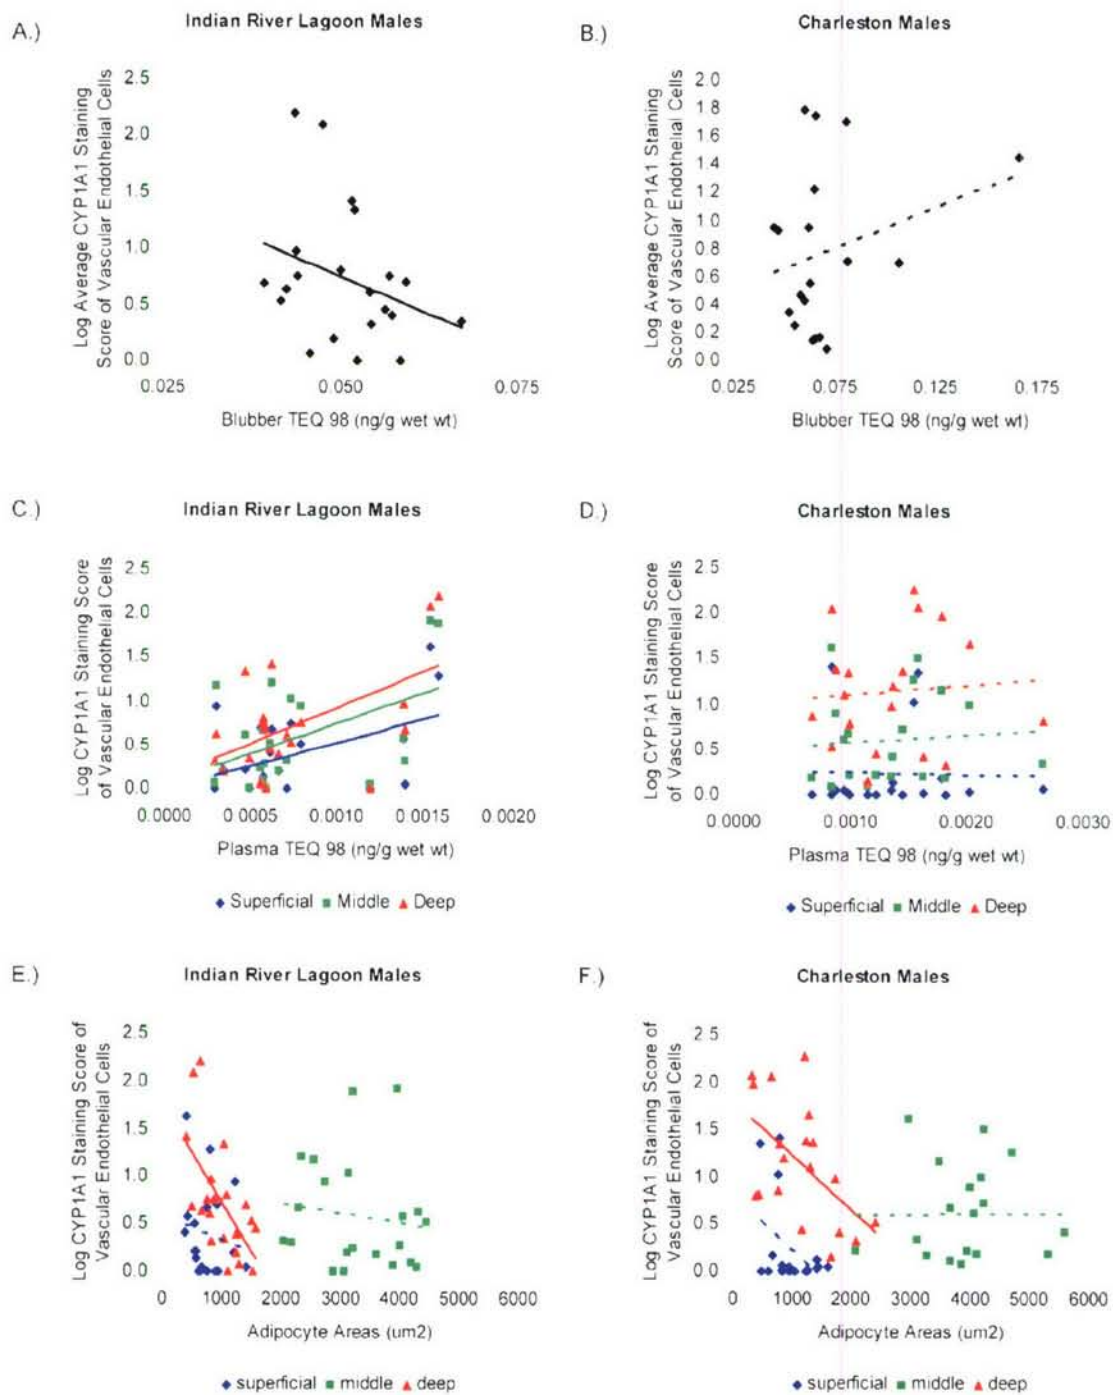 A.)
Indian River Lagoon Males
Log Average CYP1A1 Staining
Score of Vascular Endothelial Cells
2.5
2.0
1.5
1.0
0.5
0.0
0.025 0.050 0.075
Blubber TEQ 98 (ng/g wet wt)
B.)
Charleston Males
Log Average CYP1A1 Staining
Score of Vascular Endothelial Cells
2.0
1.8
1.6
1.4
1.2
1.0
0.8
0.6
0.4
0.2
0.0
0.025 0.075 0.125 0.175
Blubber TEQ 98 (ng/g wet wt)
C.)
Indian River Lagoon Males
Log CYP1A1 Staining Score
of Vascular Endothelial Cells
2.5
2.0
1.5
1.0
0.5
0.0
0.0000 0.0005 0.0010 0.0015 0.0020
Plasma TEQ 98 (ng/g wet wt)
Superficial Middle Deep
D.)
Charleston Males
Log CYP1A1 Staining Score
of Vascular Endothelial Cells
2.5
2.0
1.5
1.0
0.5
0.0
0.0000 0.0010 0.0020 0.0030
Plasma TEQ 98 (ng/g wet wt)
Superficial Middle Deep
E.)
Indian River Lagoon Males
Log CYP1A1 Staining Score of
Vascular Endothelial Cells
2.5
2.0
1.5
1.0
0.5
0.0
0 1000 2000 3000 4000 5000 6000
Adipocyte Areas (um2)
superficial middle deep
F.)
Charleston Males
Log CYP1A1 Staining Score of
Vascular Endothelial Cells
2.5
2.0
1.5
1.0
0.5
0.0
0 1000 2000 3000 4000 5000 6000
Adipocyte Areas (um2)
superficial middle deep